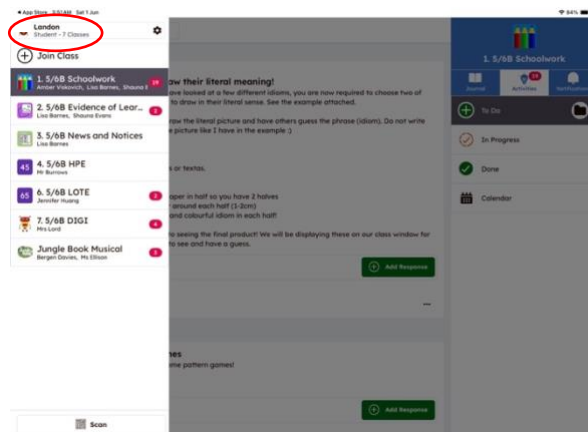 App Store 3:51AM Sat 1 Jun
84%
Landon
Student - 7 Classes
Join Class
1. 5/6B Schoolwork
Amber Viskovich, Lisa Barnes, Shauna E
29
2. 5/6B Evidence of Lear...
Lisa Barnes, Shauna Evans
3. 5/6B News and Notices
Lisa Barnes
45
4. 5/6B HPE
Mr Burrows
65
6. 5/6B LOTE
Jennifer Huang
7. 5/6B DIGI
Mrs Lord
Jungle Book Musical
Bergen Davies, Ms Ellison
Scan
aw their literal meaning!
ave looked at a few different idioms, you are now required to choose two of
to draw in their literal sense. See the example attached.
raw the literal picture and have others guess the phrase (idiom). Do not write
e picture like I have in the example :)
s or textas.
aper in half so you have 2 halves
around each half (1-2cm)
and colourful idiom in each half!
to seeing the final product! We will be displaying these on our class window for
to see and have a guess.
Add Response
mes
me pattern games!
Add Response
1. 5/6B Schoolwork
Journal
Activities
Notifications
To Do
In Progress
Done
Calendar